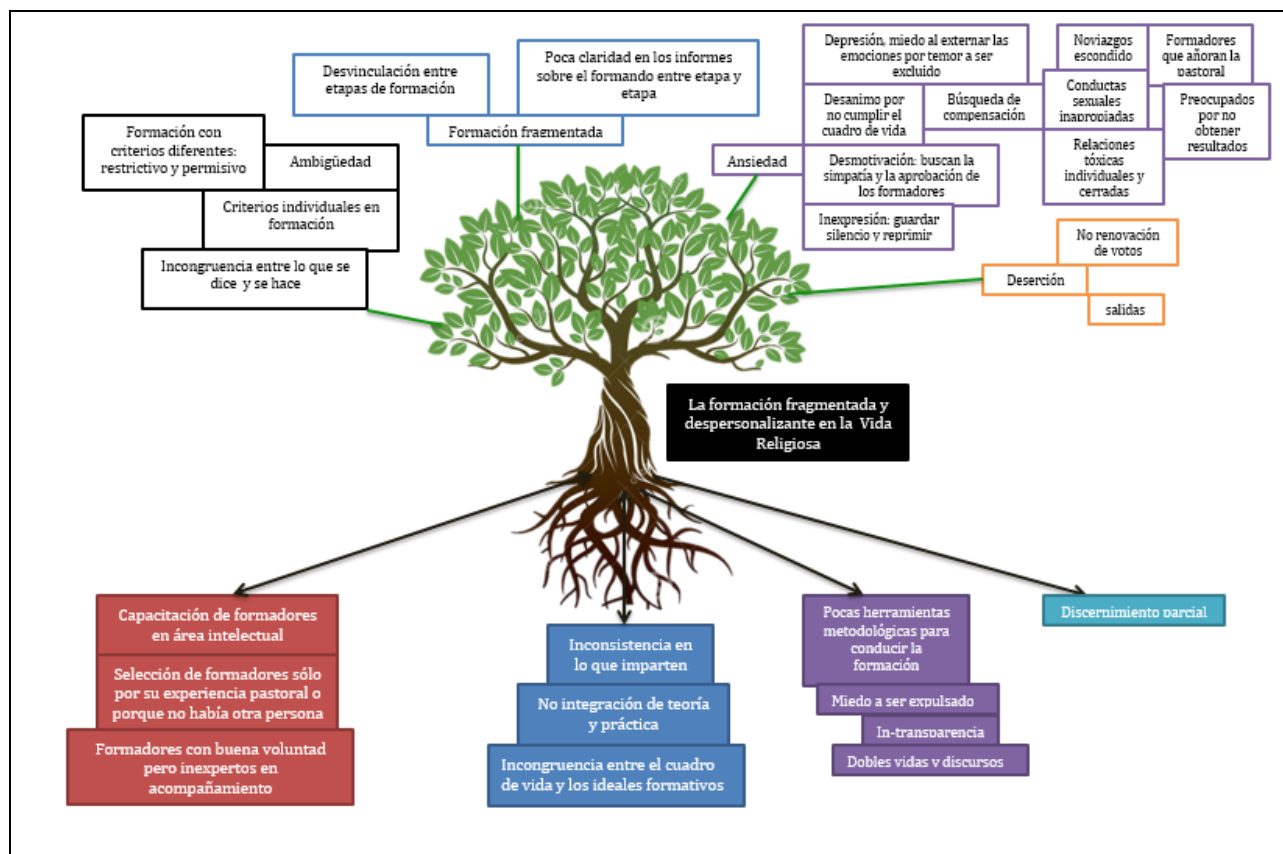 Desvinculación entre
etapas de formación
Poca claridad en los informes
sobre el formando entre etapa y
etapa
Formación fragmentada
Formación con
criterios diferentes:
restrictivo y permisivo
Ambigüedad
Criterios individuales en
formación
Incongruencia entre lo que se
dice y se hace
Depresión, miedo al externar las
emociones por temor a ser
excluido
Noviazgos
escondido
Formadores
que añoran la
pastoral
Desanimo por
no cumplir el
cuadro de vida
Búsqueda de
compensación
Conductas
sexuales
inapropiadas
Preocupados
por no
obtener
resultados
Ansiedad
Desmotivación: buscan la
simpatía y la aprobación de
los formadores
Relaciones
tóxicas
individuales y
cerradas
Inexpresión: guardar
silencio y reprimir
No renovación
de votos
Deserción
salidas
La formación fragmentada y
despersonalizante en la Vida
Religiosa
Capacitación de formadores
en área intelectual
Selección de formadores sólo
por su experiencia pastoral o
porque no había otra persona
Formadores con buena voluntad
pero inexpertos en
acompañamiento
Inconsistencia en
lo que imparten
No integración de teoría
y práctica
Incongruencia entre el cuadro
de vida y los ideales formativos
Pocas herramientas
metodológicas para
conducir la
formación
Miedo a ser expulsado
In-transparencia
Dobles vidas y discursos
Discernimiento parcial